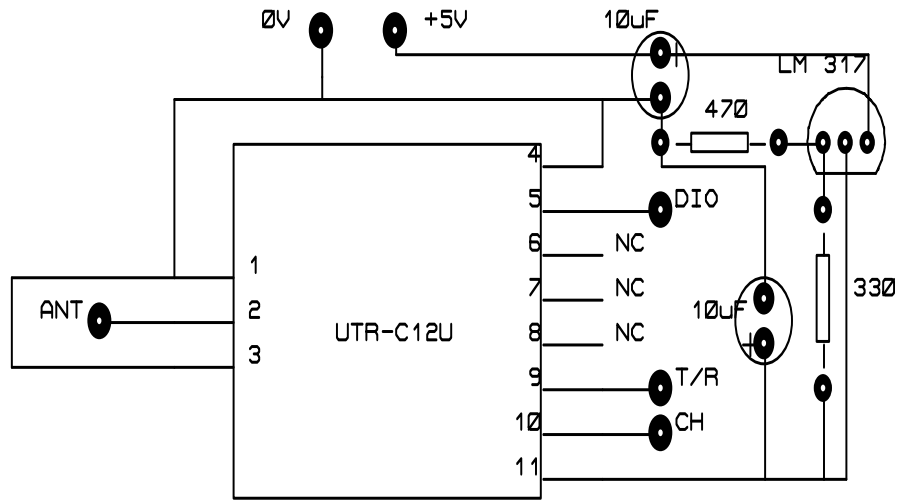 0V
+5V
10uF
LM 317
470
4
5
DIO
6
NC
1
7
NC
330
ANT
2
10uF
UTR-C12U
8
NC
3
9
T/R
10
CH
11